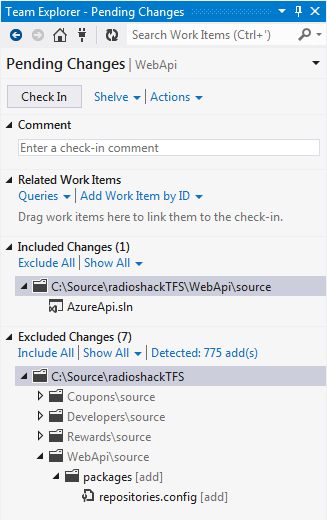 Team Explorer - Pending Changes
Search Work Items (Ctrl+')
Pending Changes | WebApi
Check In Shelve Actions
Comment
Enter a check-in comment
Related Work Items
Queries Add Work Item by ID
Drag work items here to link them to the check-in.
Included Changes (1)
Exclude All Show All
C:\Source\radioshackTFS\WebApi\source
AzureApi.sln
Excluded Changes (7)
Include All Show All Detected: 775 add(s)
C:\Source\radioshackTFS
Coupons\source
Developers\source
Rewards\source
WebApi\source
packages [add]
repositories.config [add]